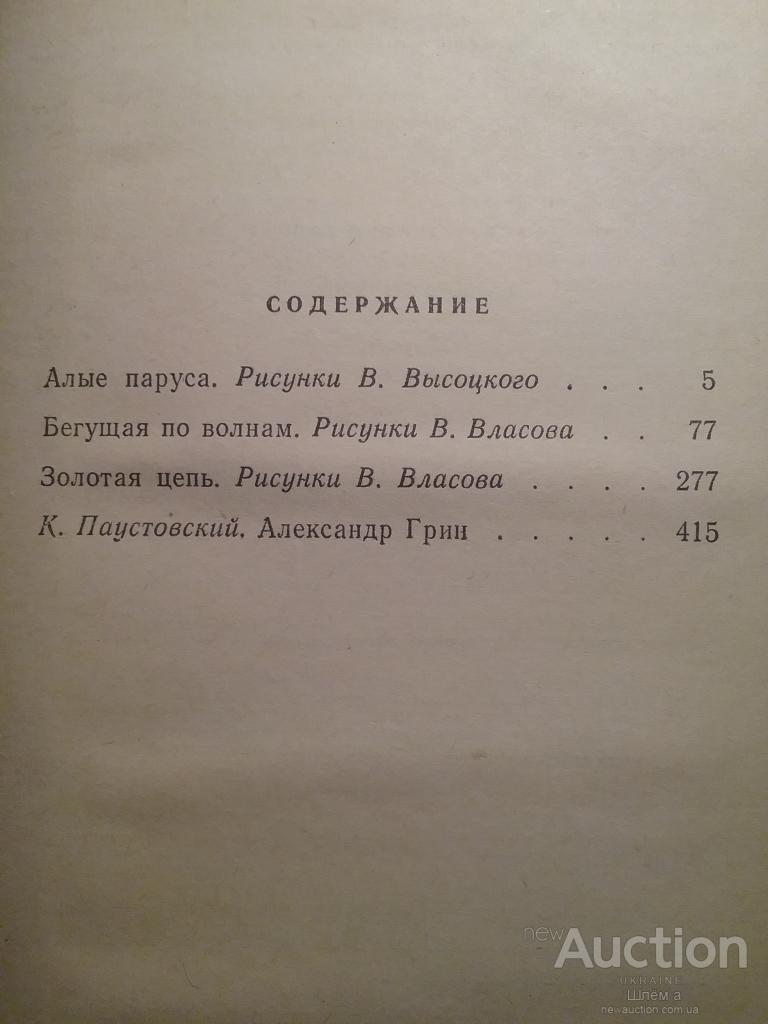 СОДЕРЖАНИЕ
Алые паруса. Рисунки В. Высоцкого . . . 5
Бегущая по волнам. Рисунки В. Власова . . 77
Золотая цепь. Рисунки В. Власова . . . . 277
К. Паустовский. Александр Грин . . . . . 415
new Auction
UKRAINE
Шлём а
newauction.com.ua